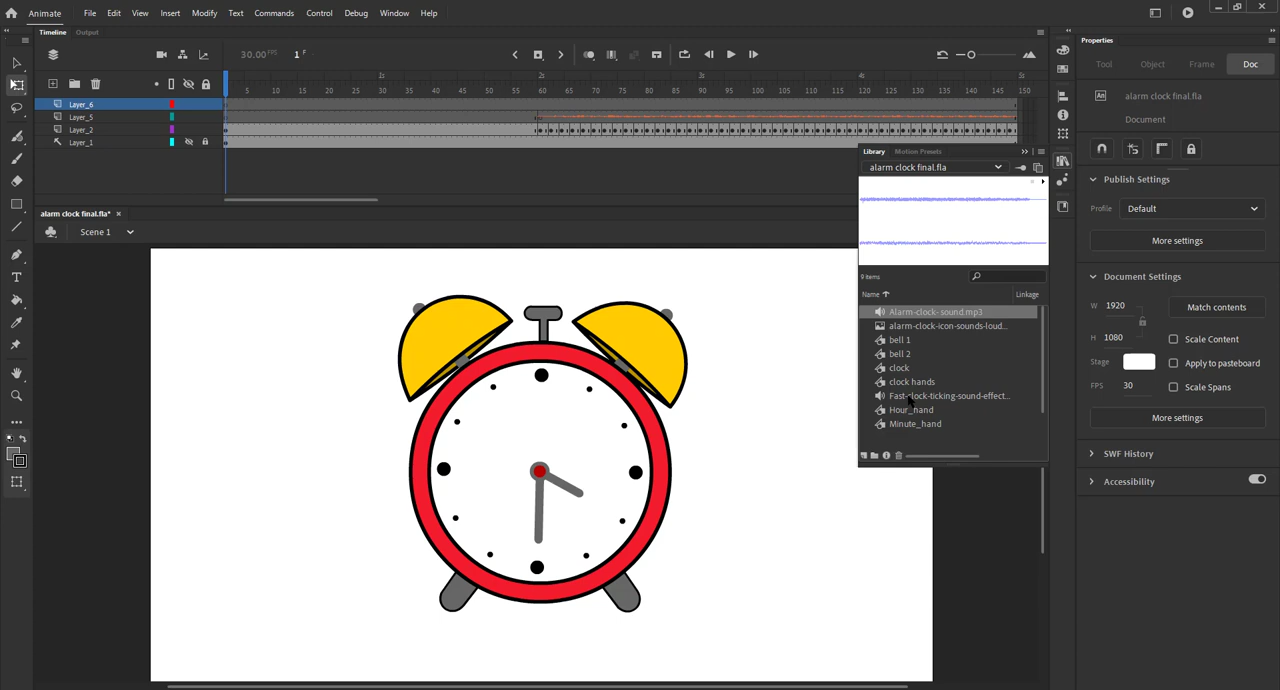 Animate File Edit View Insert Modify Text Commands Control Debug Window Help
Timeline Output
30.00 FPS 1 F
1s 2s 3s 4s 5s
5 10 15 20 25 30 35 40 45 50 55 60 65 70 75 80 85 90 95 100 105 110 115 120 125 130 135 140 145 150
Layer_6
Layer_5
Layer_2
Layer_1
alarm clock final.fla* ×
Scene 1
Library Motion Presets
alarm clock final.fla
9 items
Name Linkage
Alarm-clock- sound.mp3
alarm-clock-icon-sounds-loud...
bell 1
bell 2
clock
clock hands
Fast-clock-ticking-sound-effect...
Hour_hand
Minute_hand
Properties
Tool Object Frame Doc
An alarm clock final.fla
Document
Publish Settings
Profile Default
More settings
Document Settings
W 1920 Match contents
H 1080 Scale Content
Stage Apply to pasteboard
FPS 30 Scale Spans
More settings
SWF History
Accessibility